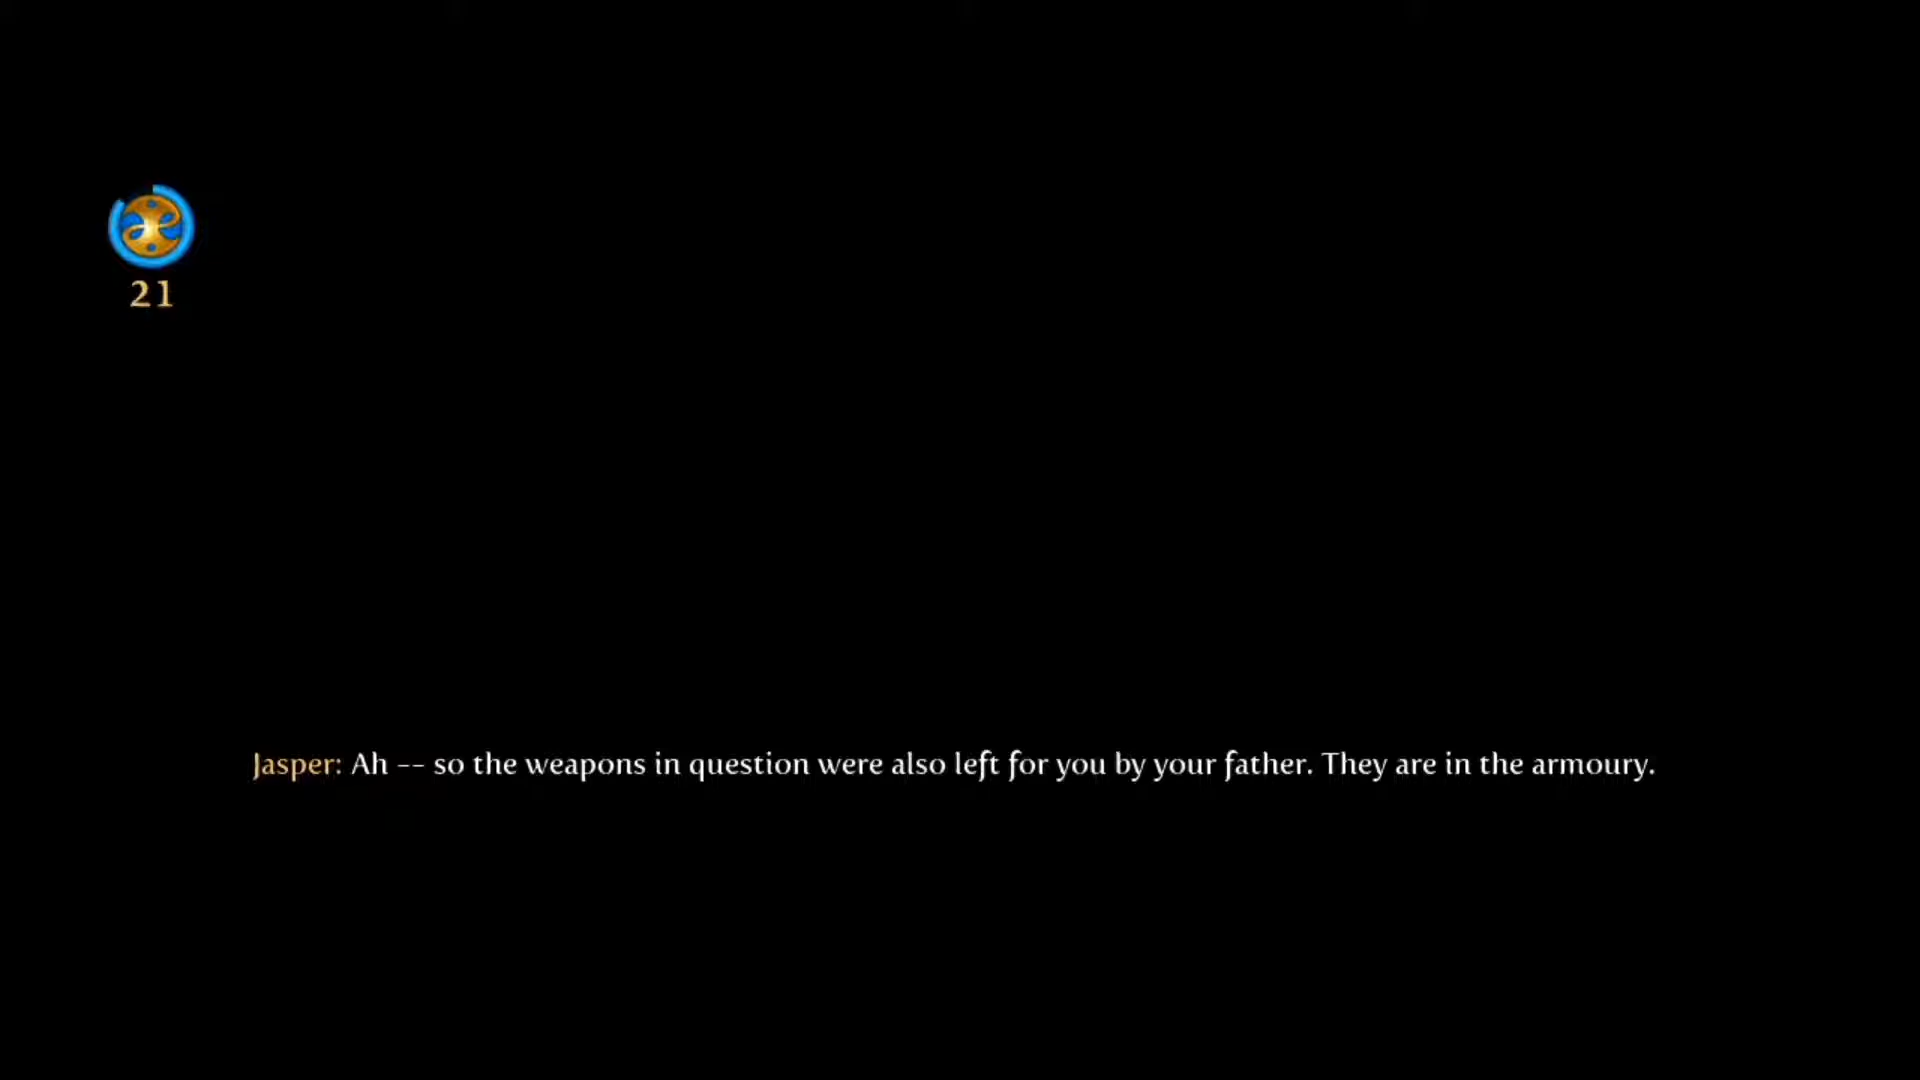 21
Jasper: Ah -- so the weapons in question were also left for you by your father. They are in the armoury.